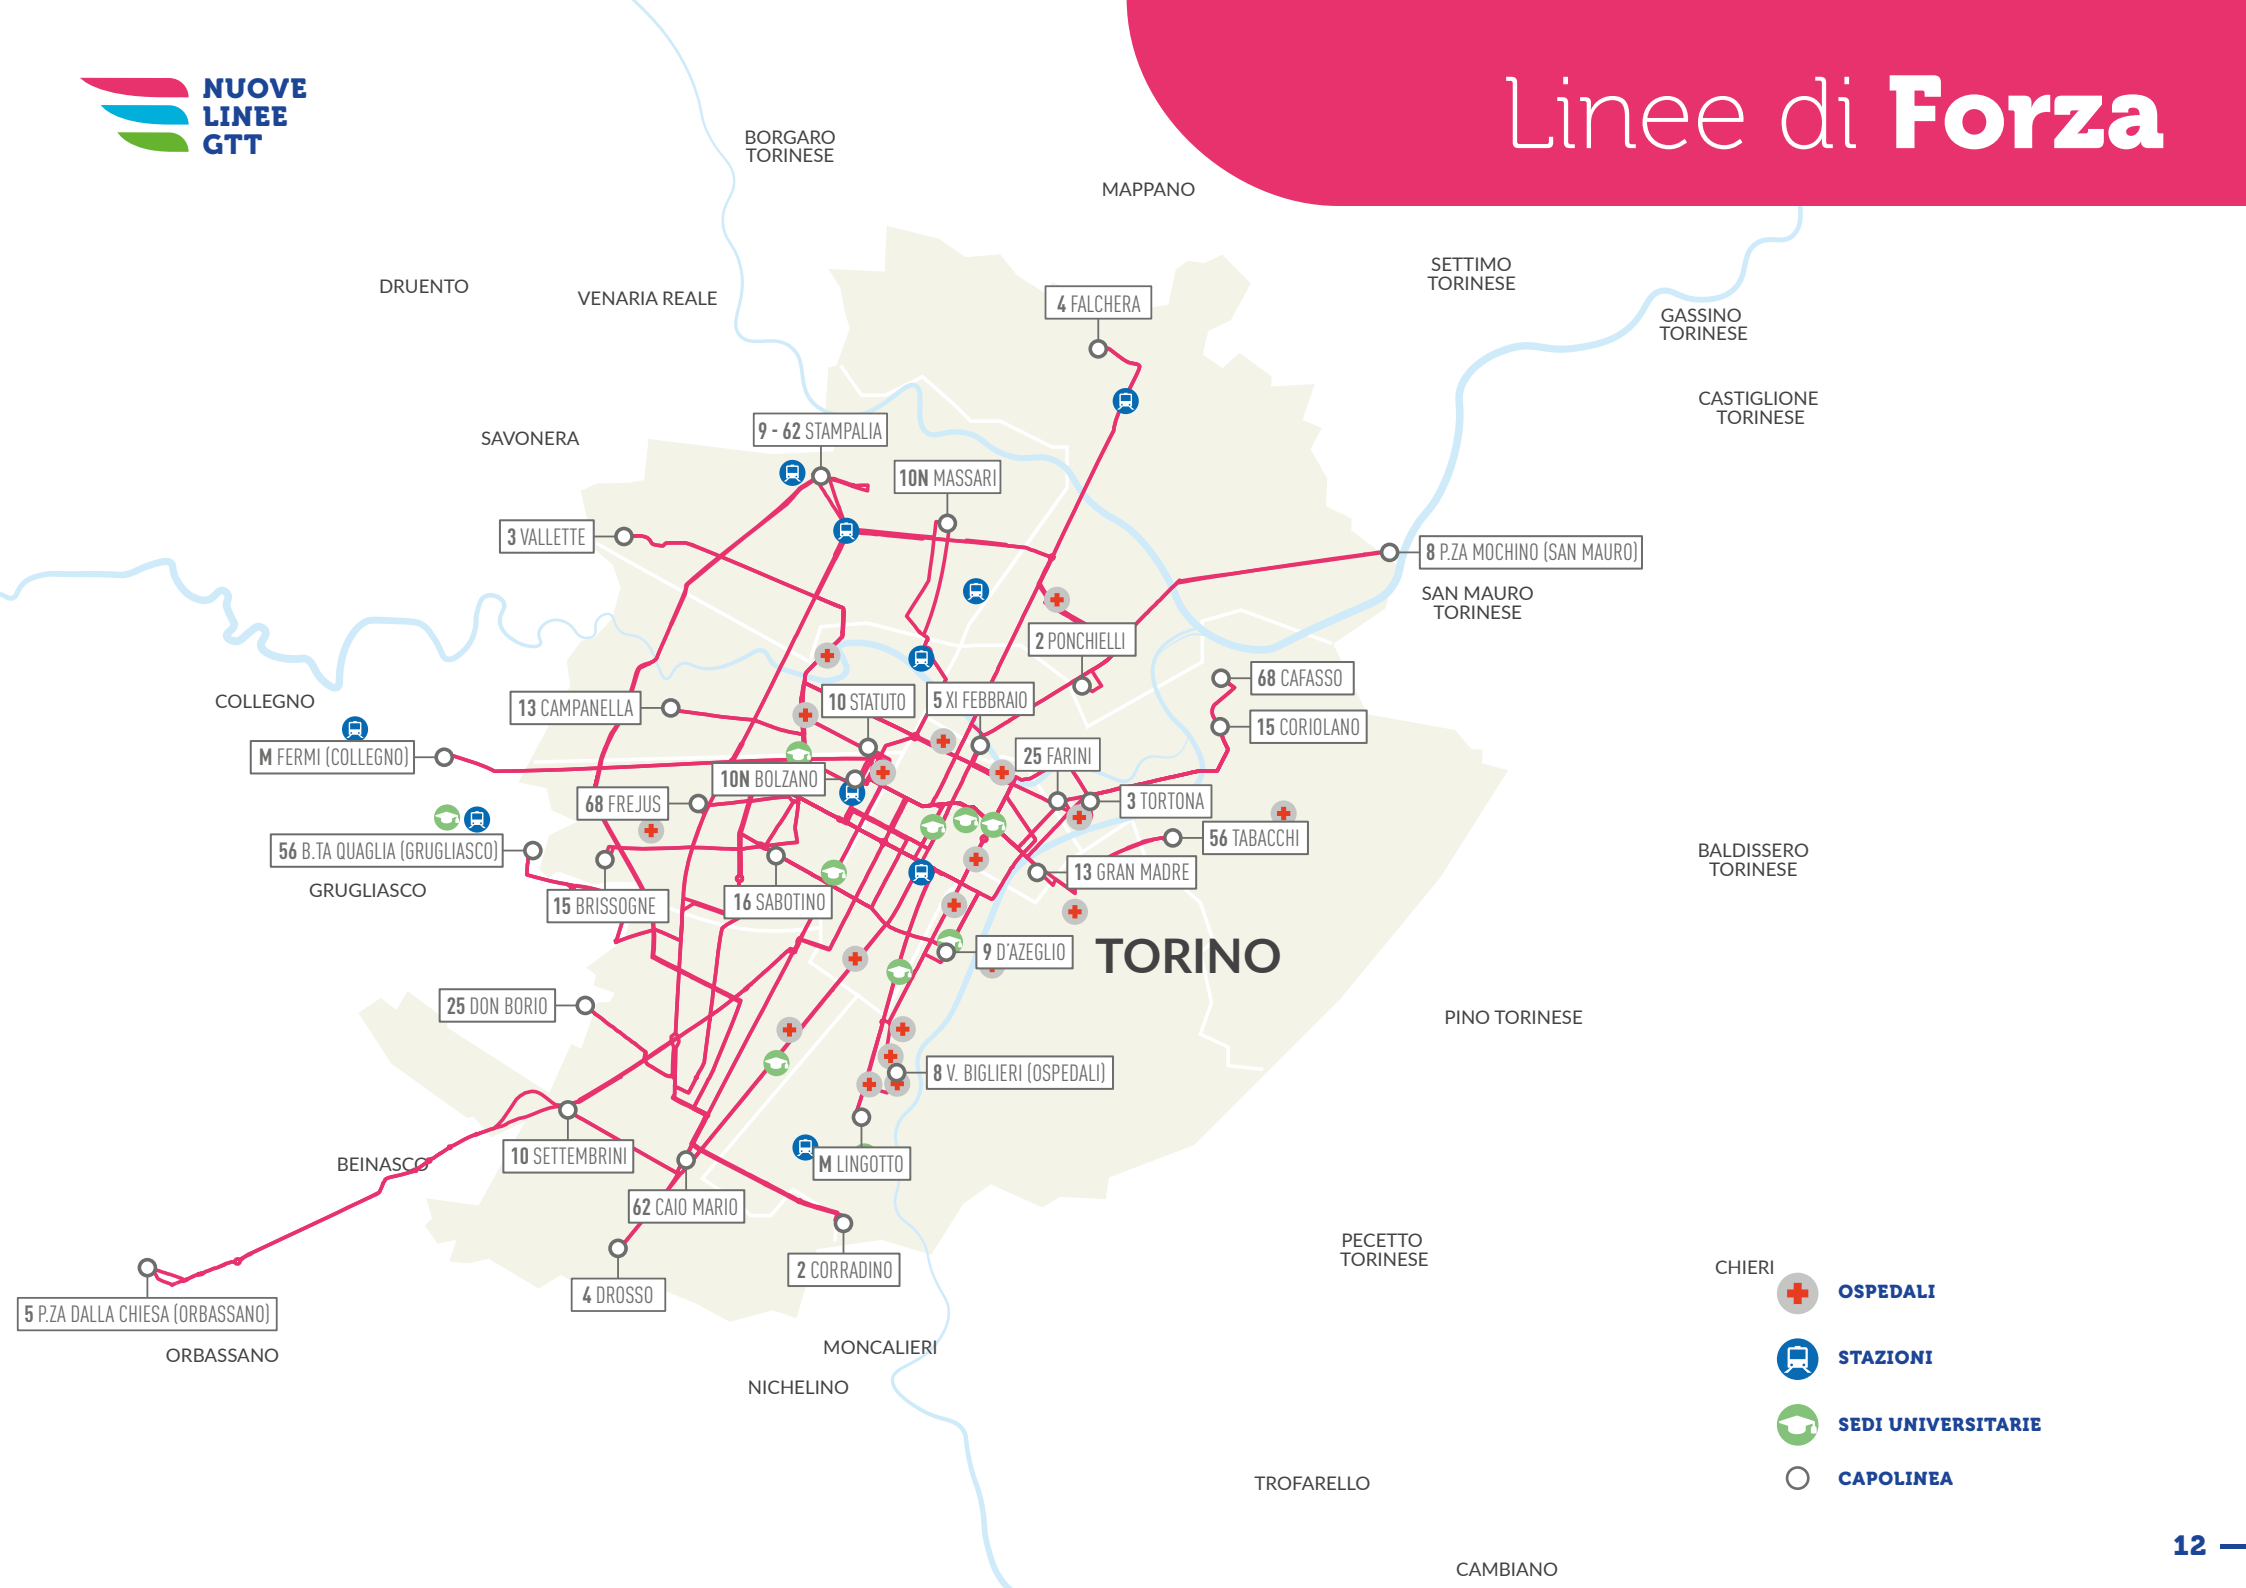 NUOVE
LINEE
GTT
Linee di Forza
BORGARO
TORINESE
MAPPANO
DRUENTO
VENARIA REALE
SETTIMO
TORINESE
4 FALCHERA
GASSINO
TORINESE
CASTIGLIONE
TORINESE
SAVONERA
9 - 62 STAMPALIA
10N MASSARI
3 VALLETTE
8 P.ZA MOCHINO (SAN MAURO)
SAN MAURO
TORINESE
2 PONCHIELLI
68 CAFASSO
COLLEGNO
13 CAMPANELLA
10 STATUTO
5 XI FEBBRAIO
15 CORIOLANO
M FERMI (COLLEGNO)
25 FARINI
10N BOLZANO
68 FREJUS
3 TORTONA
56 TABACCHI
56 B.TA QUAGLIA (GRUGLIASCO)
GRUGLIASCO
13 GRAN MADRE
BALDISSERO
TORINESE
15 BRISSOGNE
16 SABOTINO
9 D'AZEGLIO
TORINO
25 DON BORIO
PINO TORINESE
8 V. BIGLIERI (OSPEDALI)
10 SETTEMBRINI
BEINASCO
M LINGOTTO
62 CAIO MARIO
PECETTO
TORINESE
CHIERI
2 CORRADINO
4 DROSSO
5 P.ZA DALLA CHIESA (ORBASSANO)
ORBASSANO
MONCALIERI
NICHELINO
OSPEDALI
STAZIONI
SEDI UNIVERSITARIE
CAPOLINEA
TROFARELLO
12
CAMBIANO